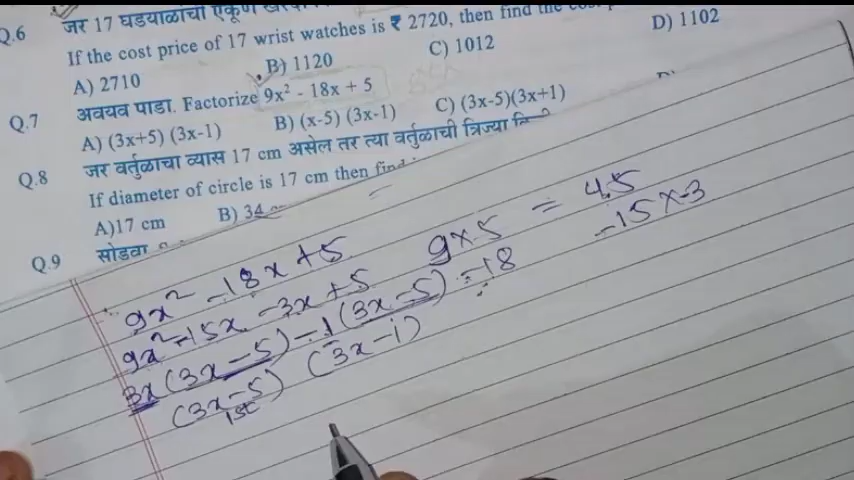 Q.6 जर 17 घडयाळांची एकूण
If the cost price of 17 wrist watches is ₹ 2720, then find the
A) 2710 B) 1120 C) 1012 D) 1102
Q.7 अवयव पाडा. Factorize 9x² - 18x + 5
A) (3x+5) (3x-1) B) (x-5) (3x-1) C) (3x-5)(3x+1)
Q.8 जर वर्तुळाचा व्यास 17 cm असेल तर त्या वर्तुळाची त्रिज्या
If diameter of circle is 17 cm then find
A)17 cm B) 34
Q.9 सोडवा
9x² - 18x + 5 9x5 = 45
9x² - 15x - 3x + 5 -15 x -3
3x (3x - 5) - 1 (3x - 5) = -18
(3x - 5) (3x - 1)